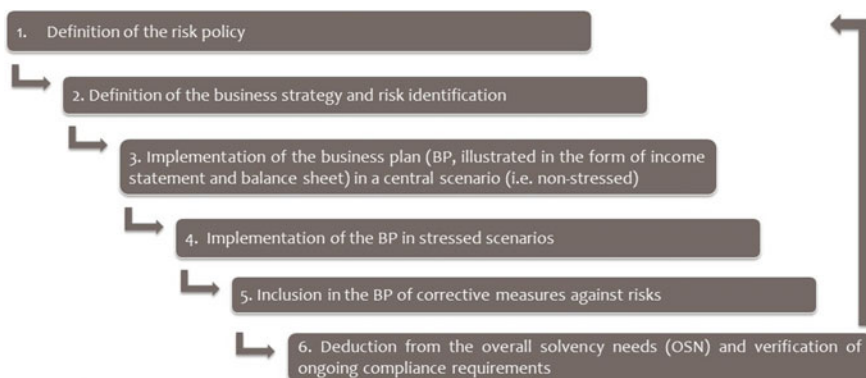 1. Definition of the risk policy
2. Definition of the business strategy and risk identification
3. Implementation of the business plan (BP, illustrated in the form of income
statement and balance sheet) in a central scenario (i.e. non-stressed)
4. Implementation of the BP in stressed scenarios
5. Inclusion in the BP of corrective measures against risks
6. Deduction from the overall solvency needs (OSN) and verification of
ongoing compliance requirements